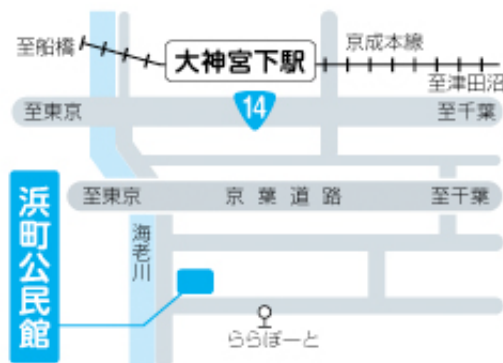 至船橋
大神宮下駅
京成本線
至津田沼
至東京
14
至千葉
至東京
京葉道路
至千葉
浜町公民館
海老川
ららぽーと